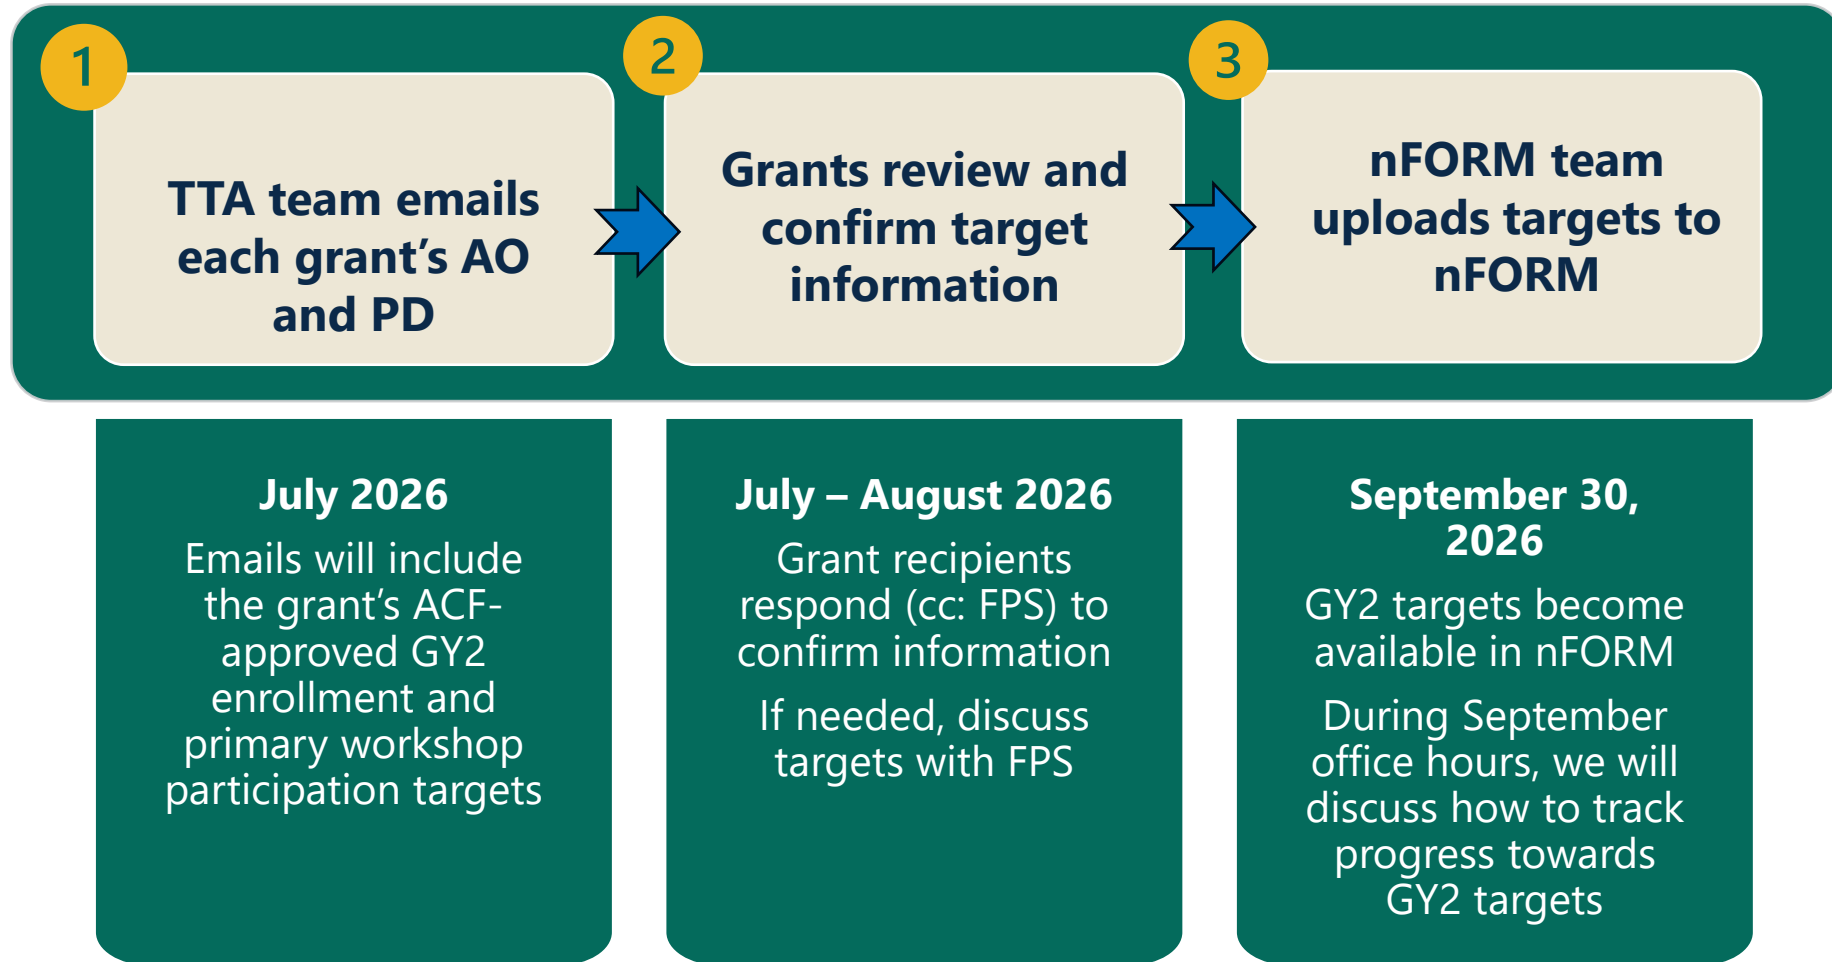 1
TTA team emails
each grant’s AO
and PD
2
Grants review and
confirm target
information
3
nFORM team
uploads targets to
nFORM
July 2026
Emails will include
the grant’s ACF-
approved GY2
enrollment and
primary workshop
participation targets
July – August 2026
Grant recipients
respond (cc: FPS) to
confirm information
If needed, discuss
targets with FPS
September 30,
2026
GY2 targets become
available in nFORM
During September
office hours, we will
discuss how to track
progress towards
GY2 targets